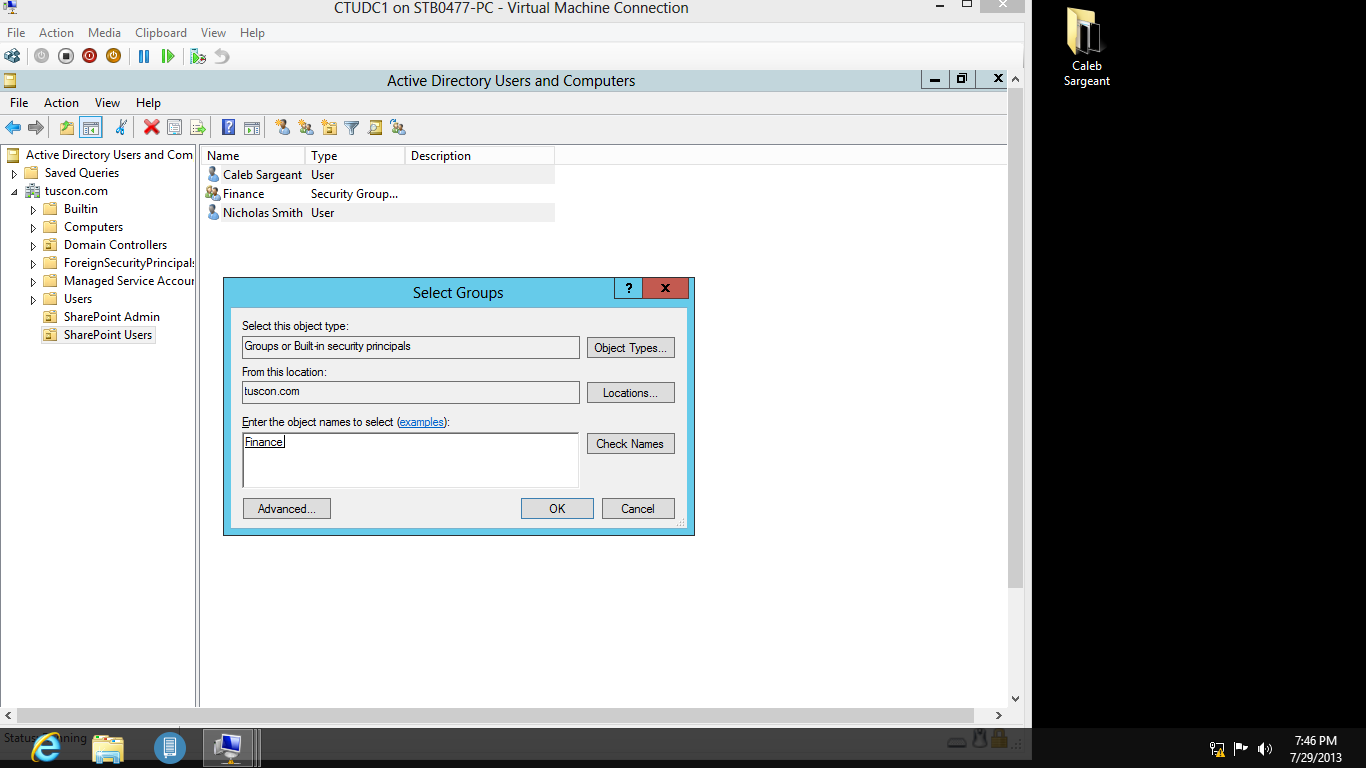 CTUDC1 on STB0477-PC - Virtual Machine Connection
File Action Media Clipboard View Help
Active Directory Users and Computers
File Action View Help
Active Directory Users and Com
Saved Queries
tuscon.com
Builtin
Computers
Domain Controllers
ForeignSecurityPrincipals
Managed Service Accour
Users
SharePoint Admin
SharePoint Users
Name Type Description
Caleb Sargeant User
Finance Security Group...
Nicholas Smith User
Select Groups
Select this object type:
Groups or Built-in security principals
Object Types...
From this location:
tuscon.com
Locations...
Enter the object names to select (examples):
Finance
Check Names
Advanced...
OK
Cancel
Caleb
Sargeant
7:46 PM
7/29/2013